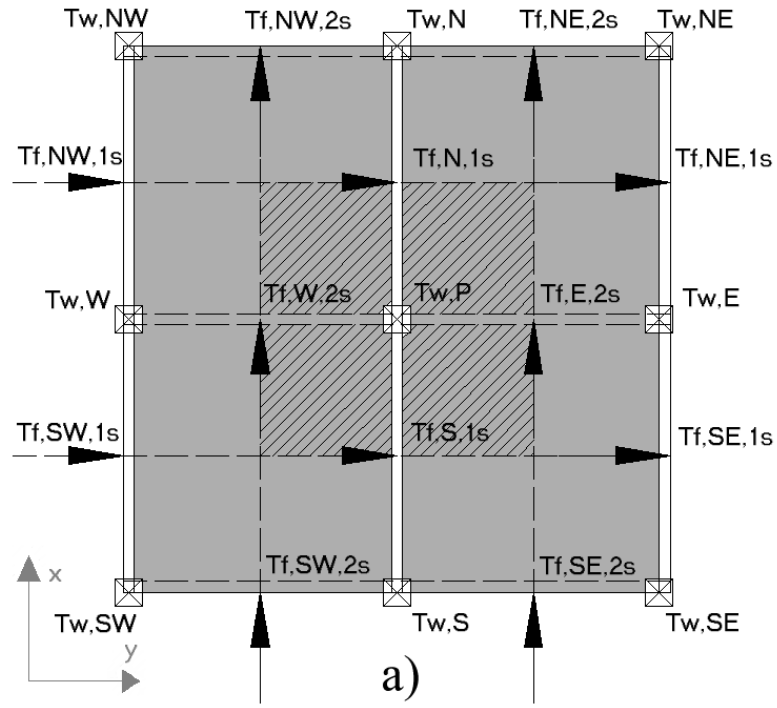 Tw,NW
Tf,NW,2s
Tw,N
Tf,NE,2s
Tw,NE
Tf,NW,1s
Tf,N,1s
Tf,NE,1s
Tw,W
Tf,W,2s
Tw,P
Tf,E,2s
Tw,E
Tf,SW,1s
Tf,S,1s
Tf,SE,1s
x
Tf,SW,2s
Tf,SE,2s
Tw,SW
Tw,S
Tw,SE
y
a)